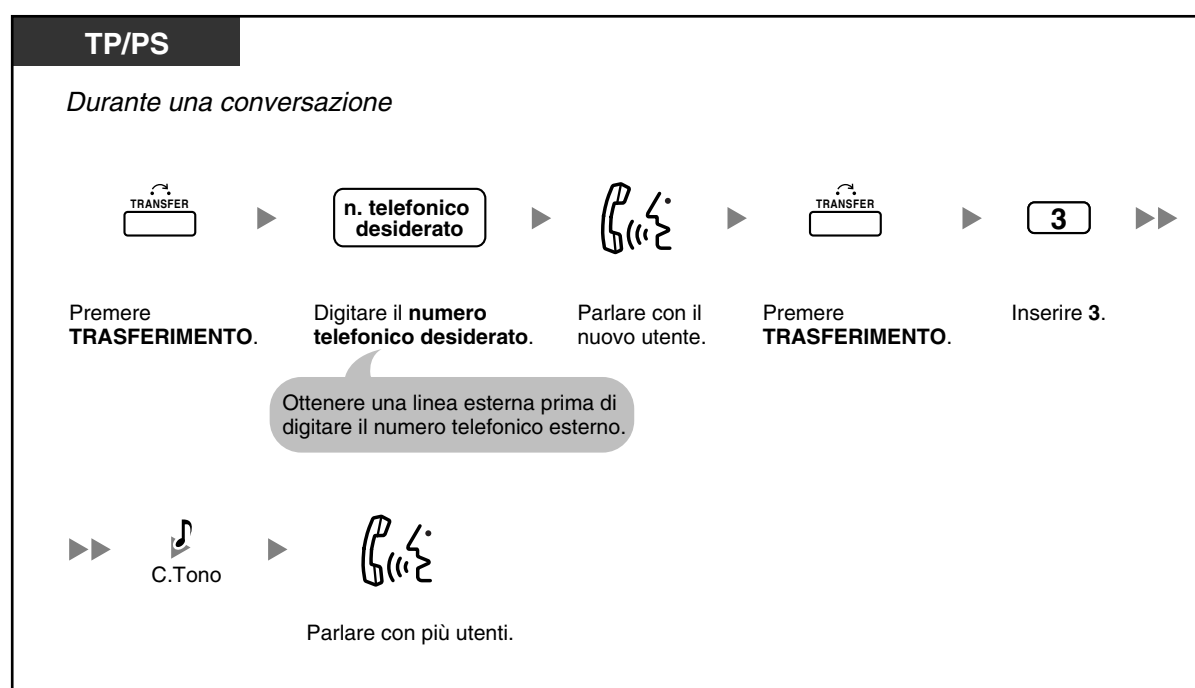 TP/PS
Durante una conversazione
TRANSFER
n. telefonico
desiderato
TRANSFER
3
Premere
TRASFERIMENTO.
Digitare il numero
telefonico desiderato.
Parlare con il
nuovo utente.
Premere
TRASFERIMENTO.
Inserire 3.
Ottenere una linea esterna prima di
digitare il numero telefonico esterno.
C.Tono
Parlare con più utenti.